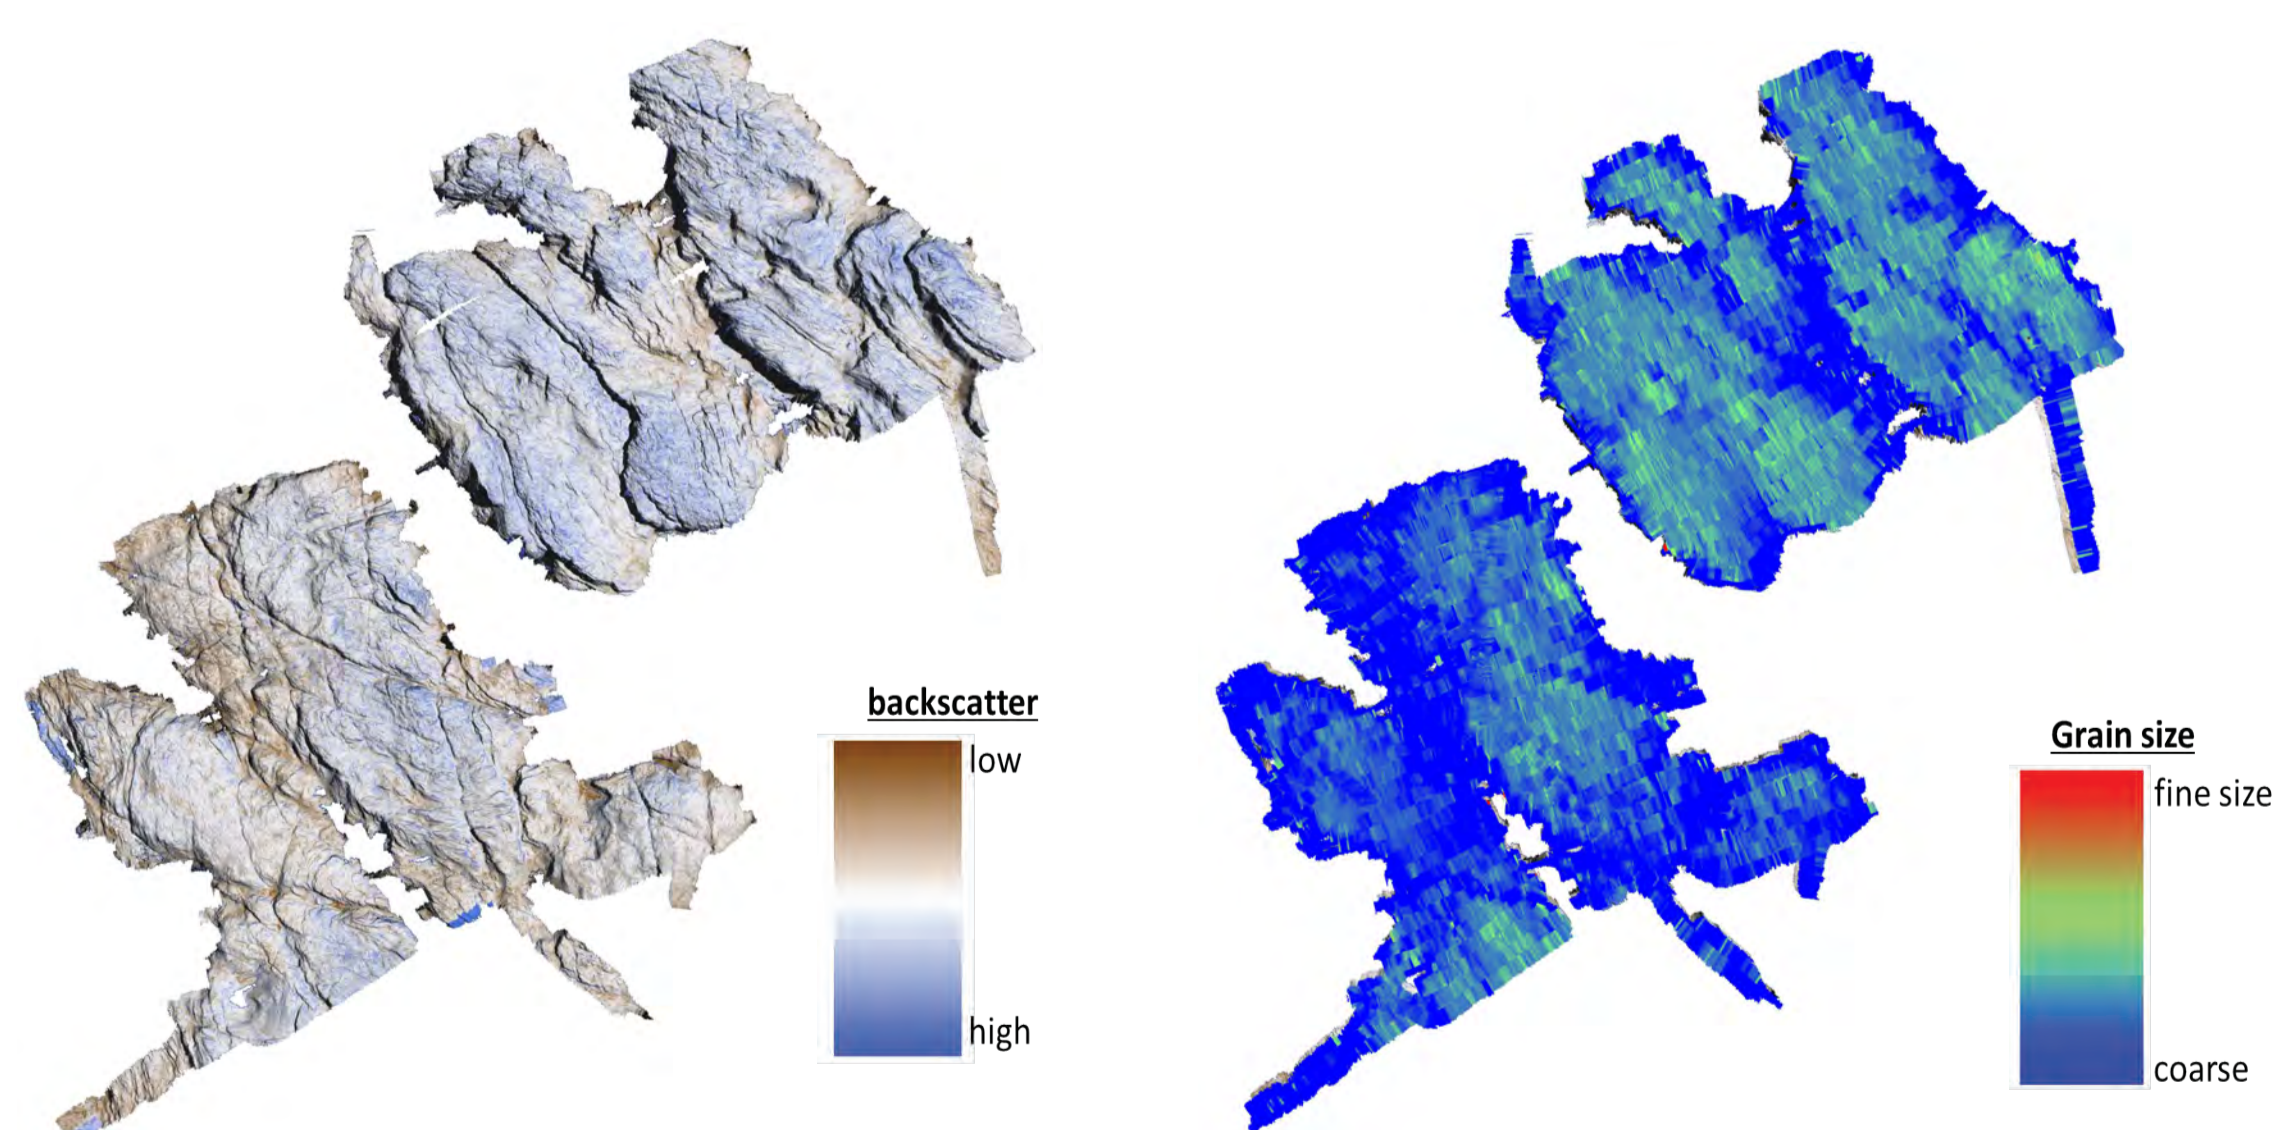 backscatter
low
high
Grain size
fine size
coarse